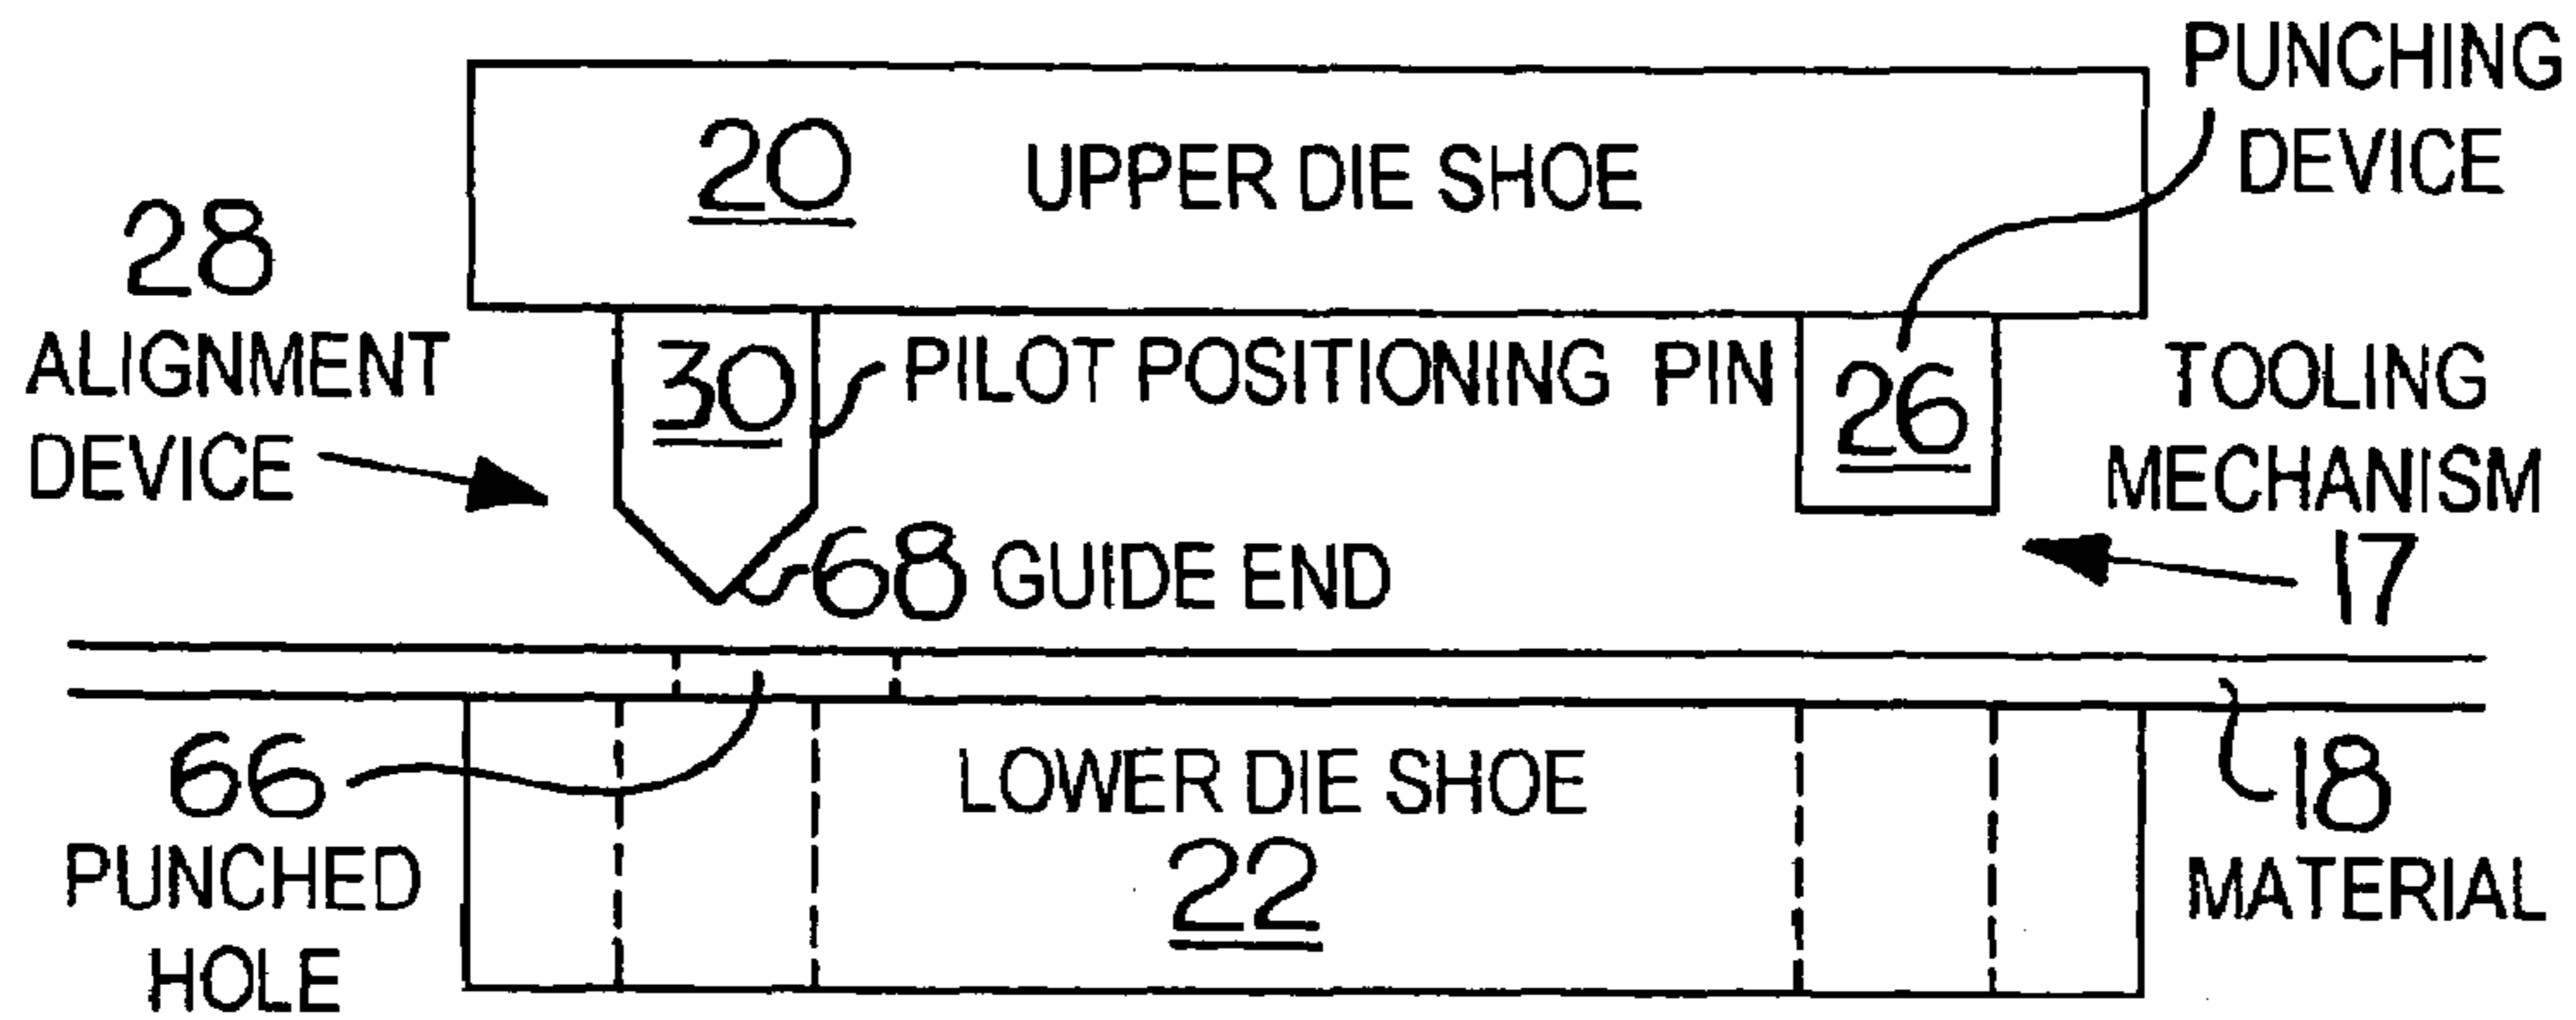 PUNCHING
DEVICE
20 UPPER DIE SHOE
28
ALIGNMENT
DEVICE
30 PILOT POSITIONING PIN
26
TOOLING
MECHANISM
17
68 GUIDE END
66
PUNCHED
HOLE
LOWER DIE SHOE
22
18
MATERIAL